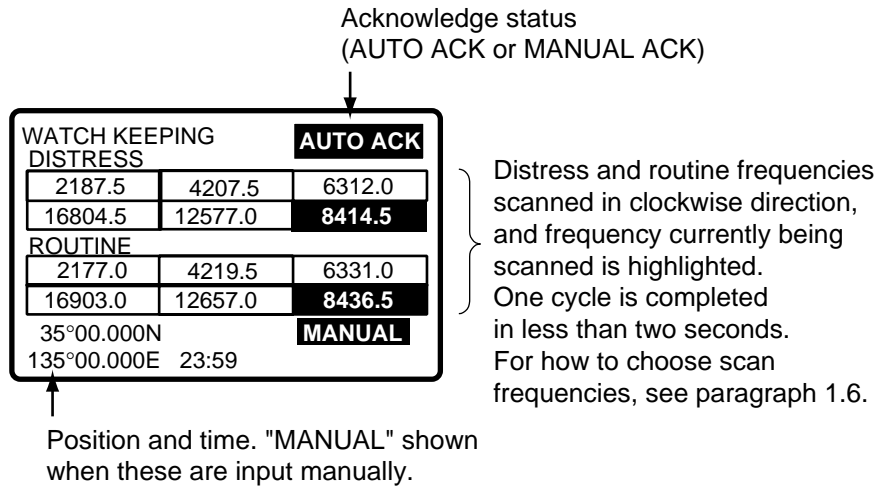 Acknowledge status
(AUTO ACK or MANUAL ACK)
WATCH KEEPING AUTO ACK
DISTRESS
2187.5 4207.5 6312.0
16804.5 12577.0 8414.5
ROUTINE
2177.0 4219.5 6331.0
16903.0 12657.0 8436.5
35°00.000N MANUAL
135°00.000E 23:59
Distress and routine frequencies
scanned in clockwise direction,
and frequency currently being
scanned is highlighted.
One cycle is completed
in less than two seconds.
For how to choose scan
frequencies, see paragraph 1.6.
Position and time. "MANUAL" shown
when these are input manually.